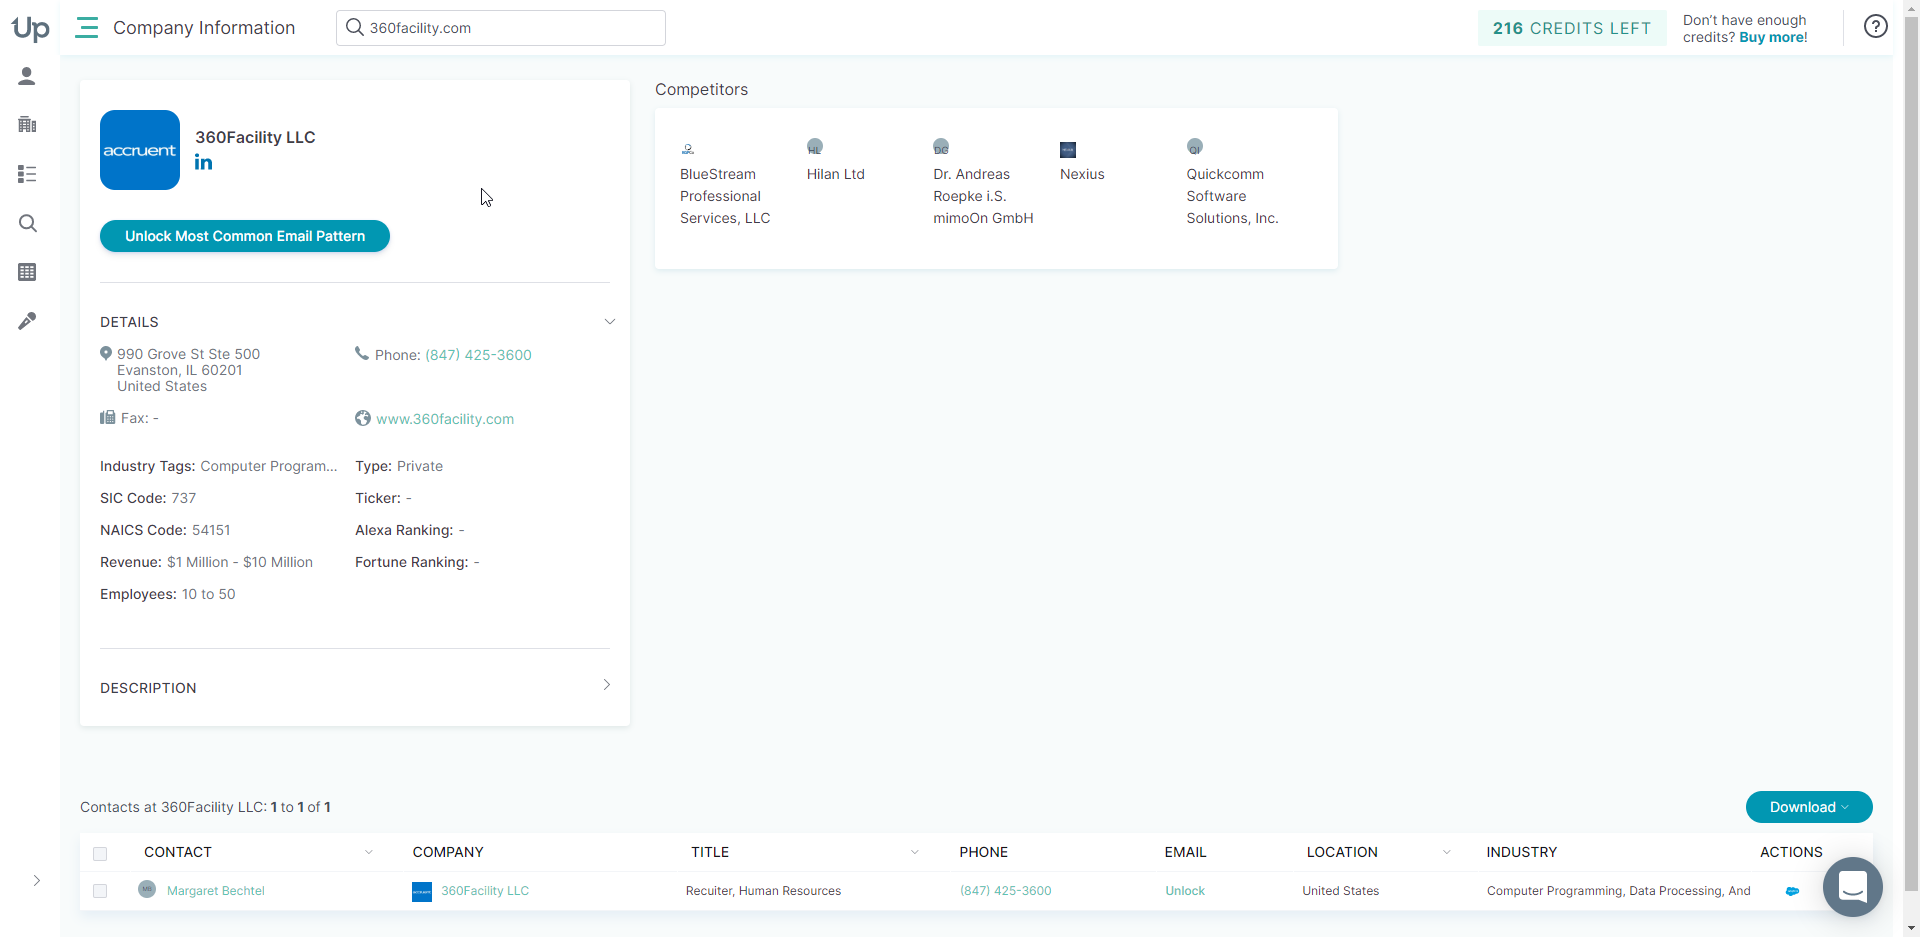 Up
Company Information
360facility.com
216 CREDITS LEFT
Don't have enough
credits? Buy more!
?
accruent
360Facility LLC
in
Unlock Most Common Email Pattern
DETAILS
990 Grove St Ste 500
Evanston, IL 60201
United States
Phone: (847) 425-3600
Fax: -
www.360facility.com
Industry Tags: Computer Program...
Type: Private
SIC Code: 737
Ticker: -
NAICS Code: 54151
Alexa Ranking: -
Revenue: $1 Million - $10 Million
Fortune Ranking: -
Employees: 10 to 50
DESCRIPTION
Competitors
BlueStream
Professional
Services, LLC
HL
Hilan Ltd
DG
Dr. Andreas
Roepke i.S.
mimoOn GmbH
Nexius
QI
Quickcomm
Software
Solutions, Inc.
Contacts at 360Facility LLC: 1 to 1 of 1
Download
CONTACT COMPANY TITLE PHONE EMAIL LOCATION INDUSTRY ACTIONS
MB Margaret Bechtel accruent 360Facility LLC Recuiter, Human Resources (847) 425-3600 Unlock United States Computer Programming, Data Processing, And